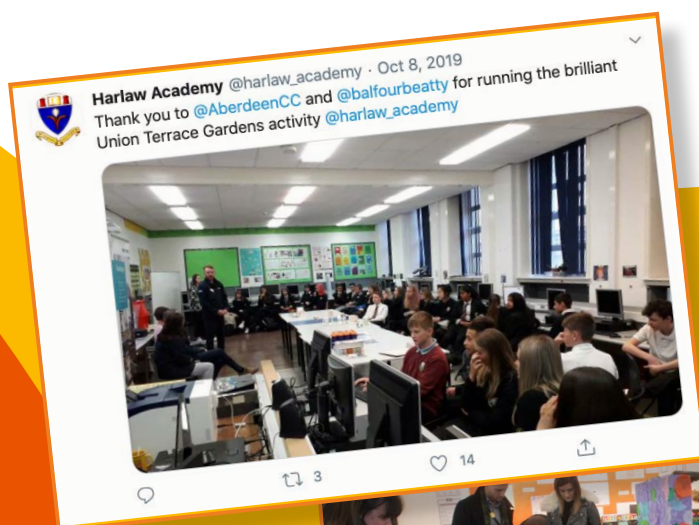 Harlaw Academy @harlaw_academy · Oct 8, 2019
Thank you to @AberdeenCC and @balfourbeatty for running the brilliant
Union Terrace Gardens activity @harlaw_academy
3
14